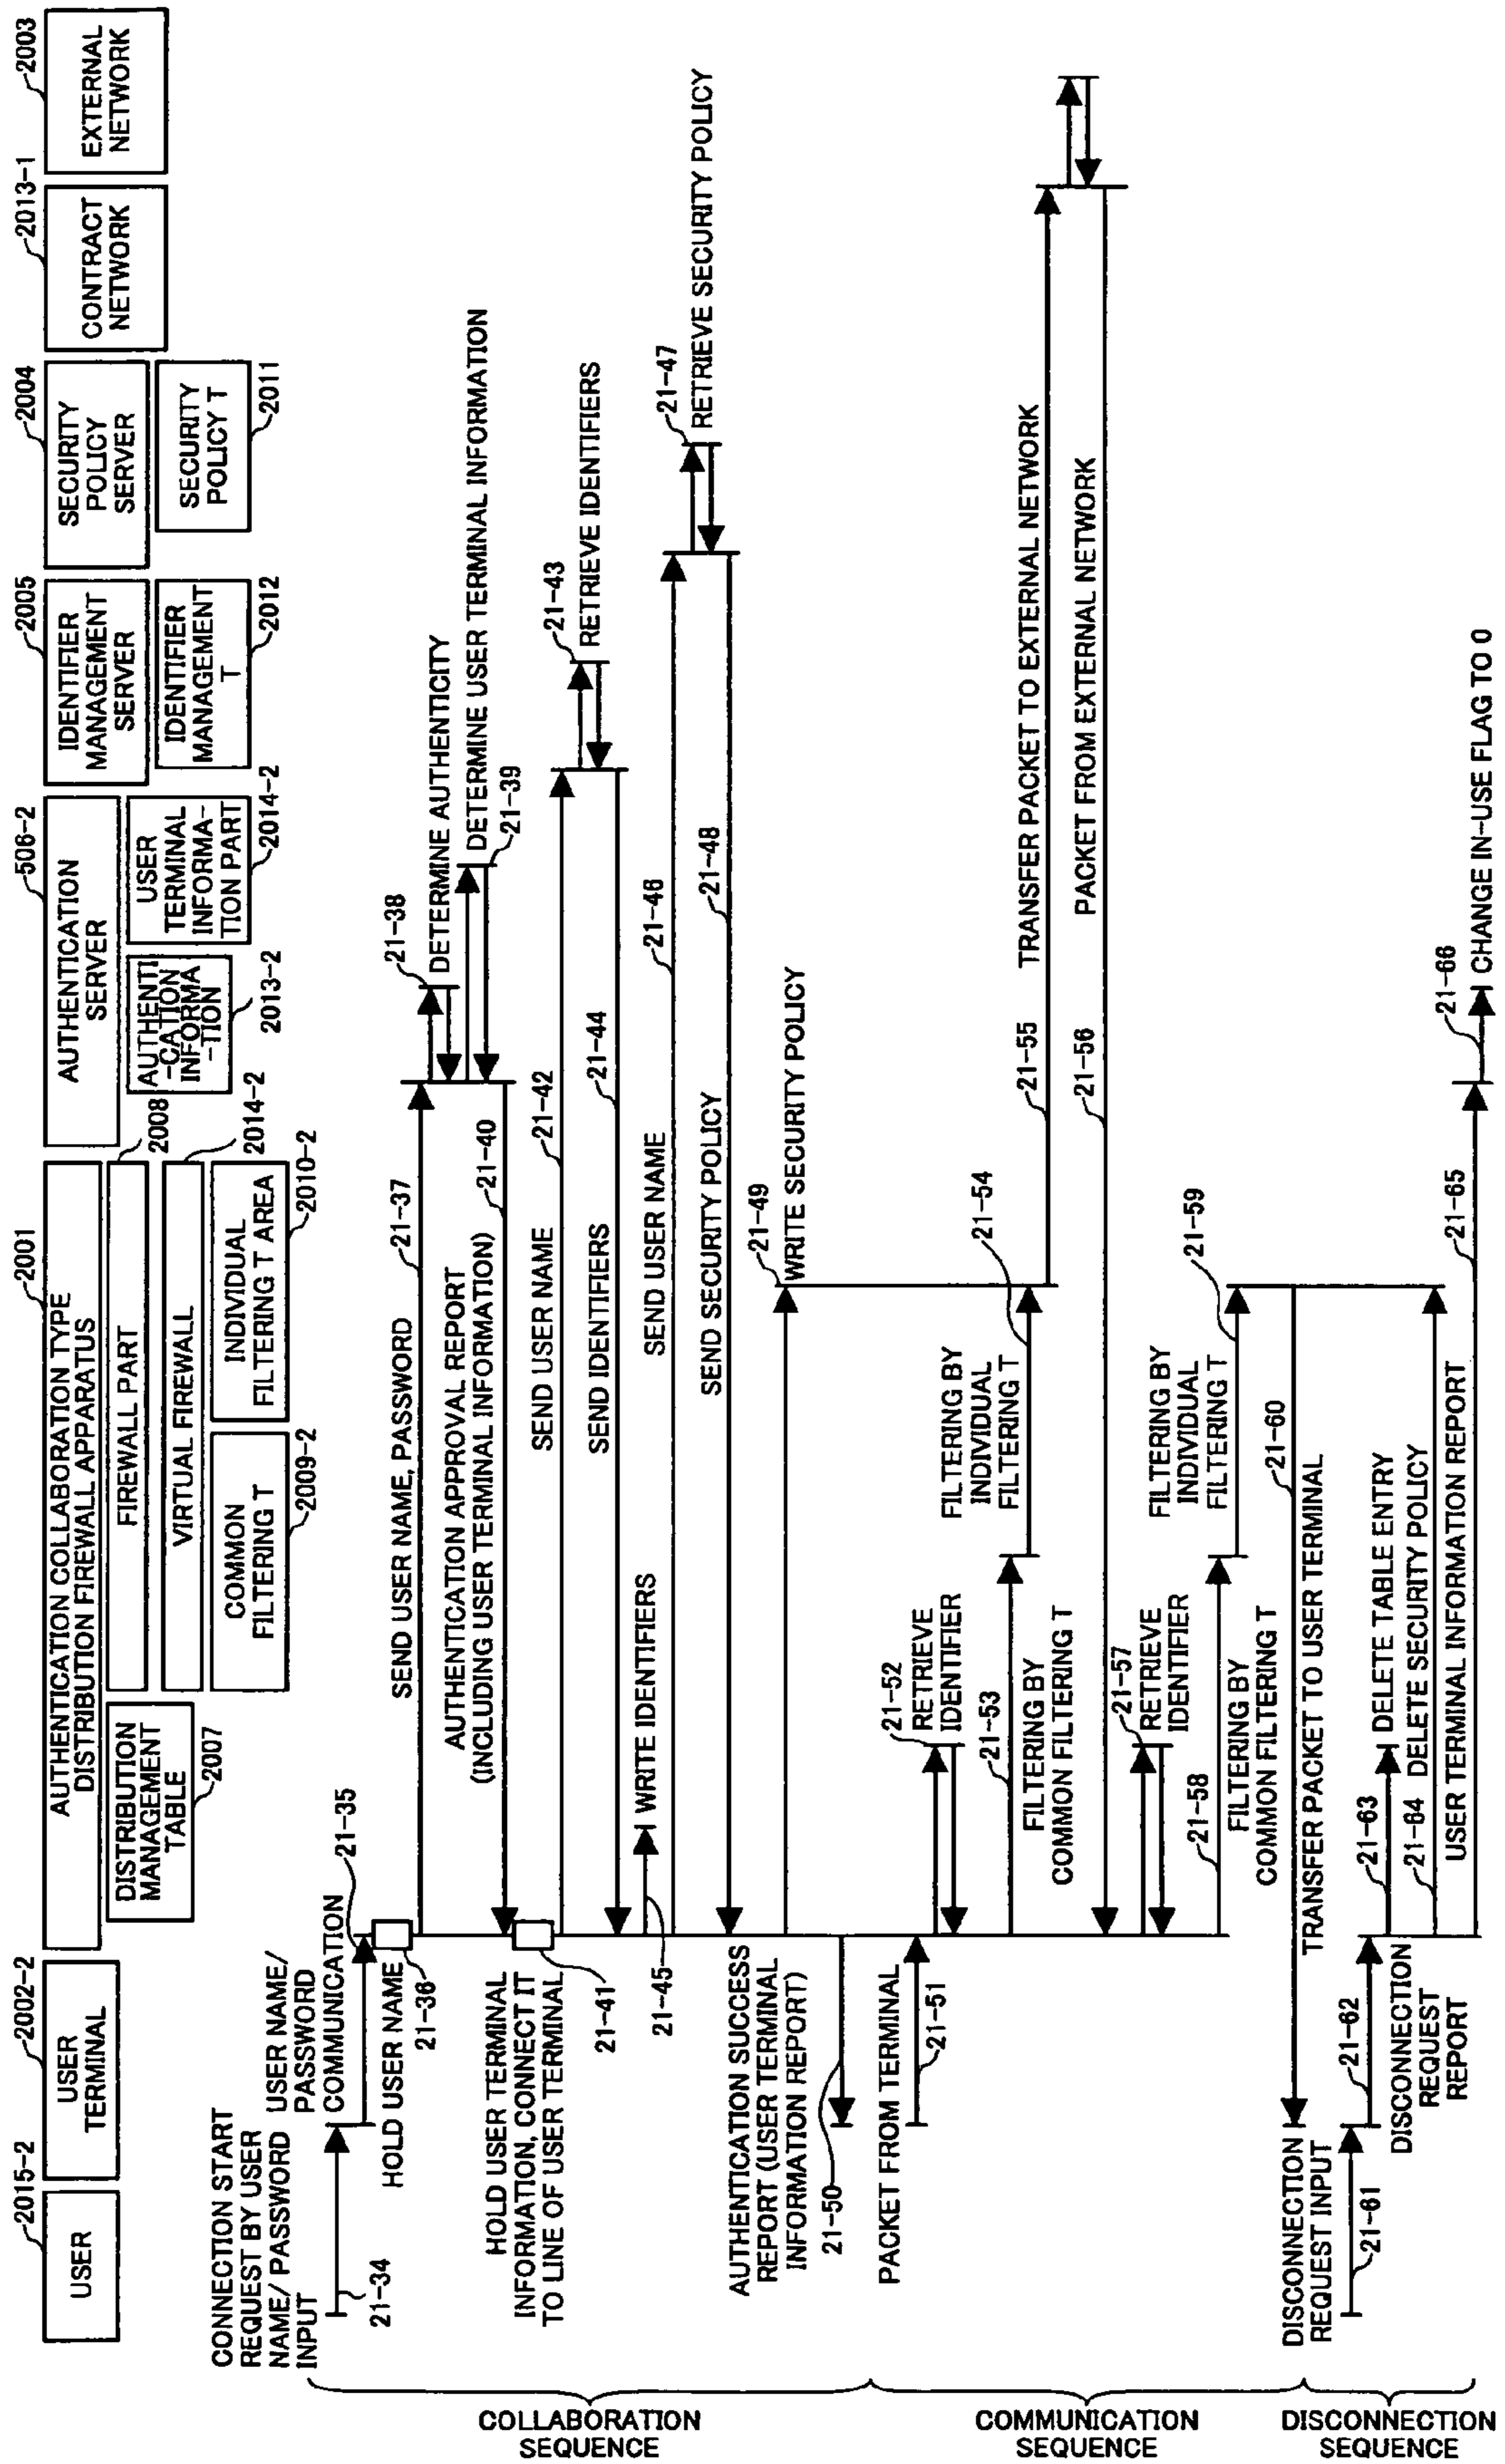 2015-2
USER
2002-2
USER
TERMINAL
2001
AUTHENTICATION COLLABORATION TYPE
DISTRIBUTION FIREWALL APPARATUS
DISTRIBUTION
MANAGEMENT
TABLE
2007
FIREWALL PART
2008
VIRTUAL FIREWALL
2014-2
COMMON
FILTERING T
2009-2
INDIVIDUAL
FILTERING T AREA
2010-2
506-2
AUTHENTICATION
SERVER
AUTHENTI
-CATION
INFORMA
-TION
2013-2
USER
TERMINAL
INFORMA-
TION PART
2014-2
2005
IDENTIFIER
MANAGEMENT
SERVER
IDENTIFIER
MANAGEMENT
T
2012
2004
SECURITY
POLICY
SERVER
SECURITY
POLICY T
2011
2013-1
CONTRACT
NETWORK
2003
EXTERNAL
NETWORK
COLLABORATION
SEQUENCE
CONNECTION START
REQUEST BY USER
NAME/ PASSWORD
INPUT
21-34
USER NAME/
PASSWORD
COMMUNICATION
21-35
HOLD USER NAME
21-36
SEND USER NAME, PASSWORD
21-37
21-38
DETERMINE AUTHENTICITY
DETERMINE USER TERMINAL INFORMATION
21-39
AUTHENTICATION APPROVAL REPORT
(INCLUDING USER TERMINAL INFORMATION)
21-40
HOLD USER TERMINAL
INFORMATION, CONNECT IT
TO LINE OF USER TERMINAL
21-41
SEND USER NAME
21-42
21-43
RETRIEVE IDENTIFIERS
SEND IDENTIFIERS
21-44
WRITE IDENTIFIERS
21-45
SEND USER NAME
21-46
21-47
RETRIEVE SECURITY POLICY
SEND SECURITY POLICY
21-48
21-49
WRITE SECURITY POLICY
AUTHENTICATION SUCCESS
REPORT (USER TERMINAL
INFORMATION REPORT)
21-50
COMMUNICATION
SEQUENCE
PACKET FROM TERMINAL
21-51
21-52
RETRIEVE
IDENTIFIER
21-53
FILTERING BY
COMMON FILTERING T
FILTERING BY
INDIVIDUAL
FILTERING T
21-54
21-55
TRANSFER PACKET TO EXTERNAL NETWORK
21-56
PACKET FROM EXTERNAL NETWORK
21-57
RETRIEVE
IDENTIFIER
21-58
FILTERING BY
COMMON FILTERING T
FILTERING BY
INDIVIDUAL
FILTERING T
21-59
21-60
TRANSFER PACKET TO USER TERMINAL
DISCONNECTION
SEQUENCE
DISCONNECTION
REQUEST INPUT
21-61
21-62
DISCONNECTION
REQUEST
REPORT
21-63
DELETE TABLE ENTRY
21-64
DELETE SECURITY POLICY
USER TERMINAL INFORMATION REPORT
21-65
21-66
CHANGE IN-USE FLAG TO 0